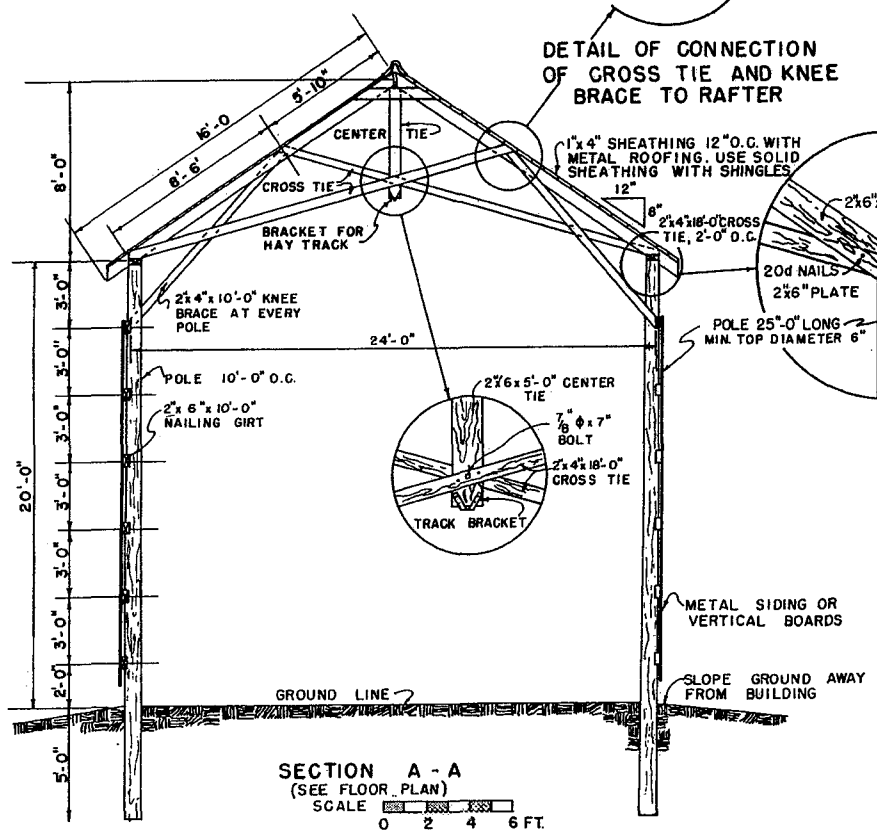 DETAIL OF CONNECTION
OF CROSS TIE AND KNEE
BRACE TO RAFTER
16'-0
5'-10"
8'-6'
8'-0"
CENTER TIE
CROSS TIE
BRACKET FOR
HAY TRACK
1"x 4" SHEATHING 12" O.C. WITH
METAL ROOFING. USE SOLID
SHEATHING WITH SHINGLES
12"
8"
2"x4"x18'-0" CROSS
TIE, 2'-0" O.C.
2"x6"x
20d NAILS
2"x6" PLATE
POLE 25"-0" LONG
MIN. TOP DIAMETER 6"
2"x 4"x 10'-0" KNEE
BRACE AT EVERY
POLE
24'-0"
POLE 10'-0" O.C.
2"x 6"x 10'-0"
NAILING GIRT
20'-0"
3'-0"
3'-0"
3'-0"
3'-0"
3'-0"
3'-0"
2'-0"
5'-0"
2"x6 x 5'-0" CENTER
TIE
7/8" φ x 7"
BOLT
2"x4"x18'-0"
CROSS TIE
TRACK BRACKET
METAL SIDING OR
VERTICAL BOARDS
GROUND LINE
SLOPE GROUND AWAY
FROM BUILDING
SECTION A - A
(SEE FLOOR PLAN)
SCALE
0 2 4 6 FT.